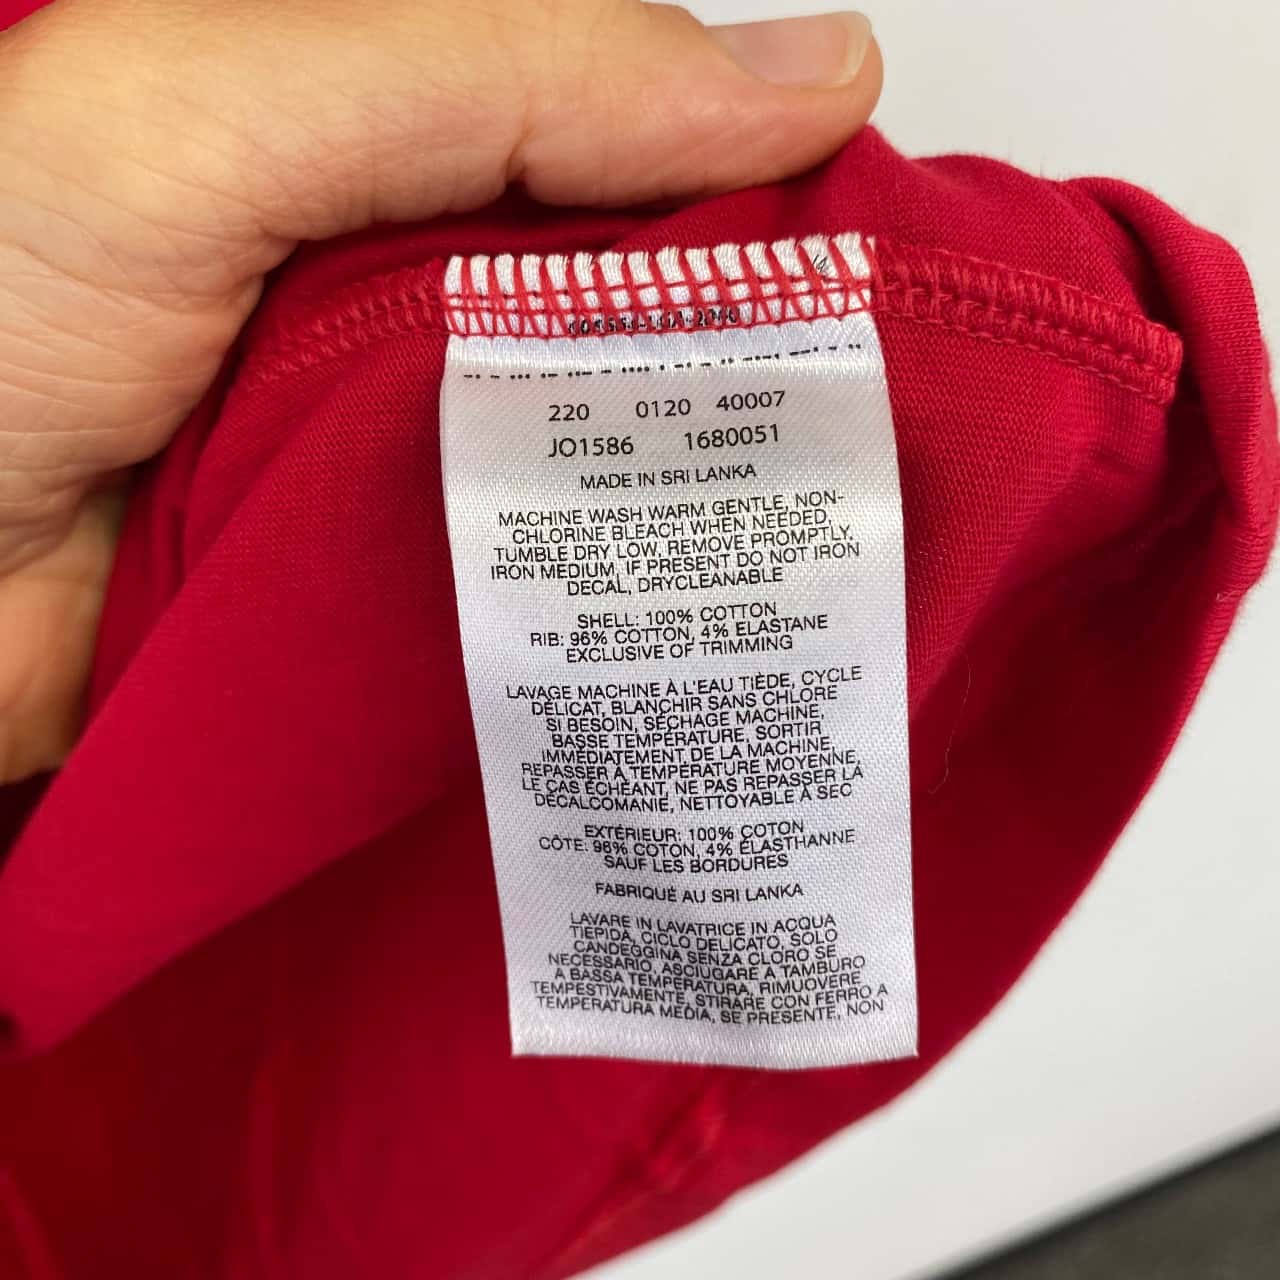 220 0120 40007
JO1586 1680051
MADE IN SRI LANKA
MACHINE WASH WARM GENTLE, NON-
CHLORINE BLEACH WHEN NEEDED,
TUMBLE DRY LOW, REMOVE PROMPTLY,
IRON MEDIUM, IF PRESENT DO NOT IRON
DECAL, DRYCLEANABLE
SHELL: 100% COTTON
RIB: 96% COTTON, 4% ELASTANE
EXCLUSIVE OF TRIMMING
LAVAGE MACHINE À L'EAU TIÈDE, CYCLE
DÉLICAT, BLANCHIR SANS CHLORE
SI BESOIN, SÉCHAGE MACHINE,
BASSE TEMPÉRATURE, SORTIR
IMMÉDIATEMENT DE LA MACHINE,
REPASSER À TEMPÉRATURE MOYENNE,
LE CAS ÉCHÉANT, NE PAS REPASSER LA
DÉCALCOMANIE, NETTOYABLE À SEC
EXTÉRIEUR: 100% COTON
CÔTE: 96% COTON, 4% ÉLASTHANNE
SAUF LES BORDURES
FABRIQUÉ AU SRI LANKA
LAVARE IN LAVATRICE IN ACQUA
TIEPIDA, CICLO DELICATO, SOLO
CANDEGGINA SENZA CLORO SE
NECESSARIO, ASCIUGARE A TAMBURO
A BASSA TEMPERATURA, RIMUOVERE
TEMPESTIVAMENTE, STIRARE CON FERRO A
TEMPERATURA MEDIA, SE PRESENTE, NON